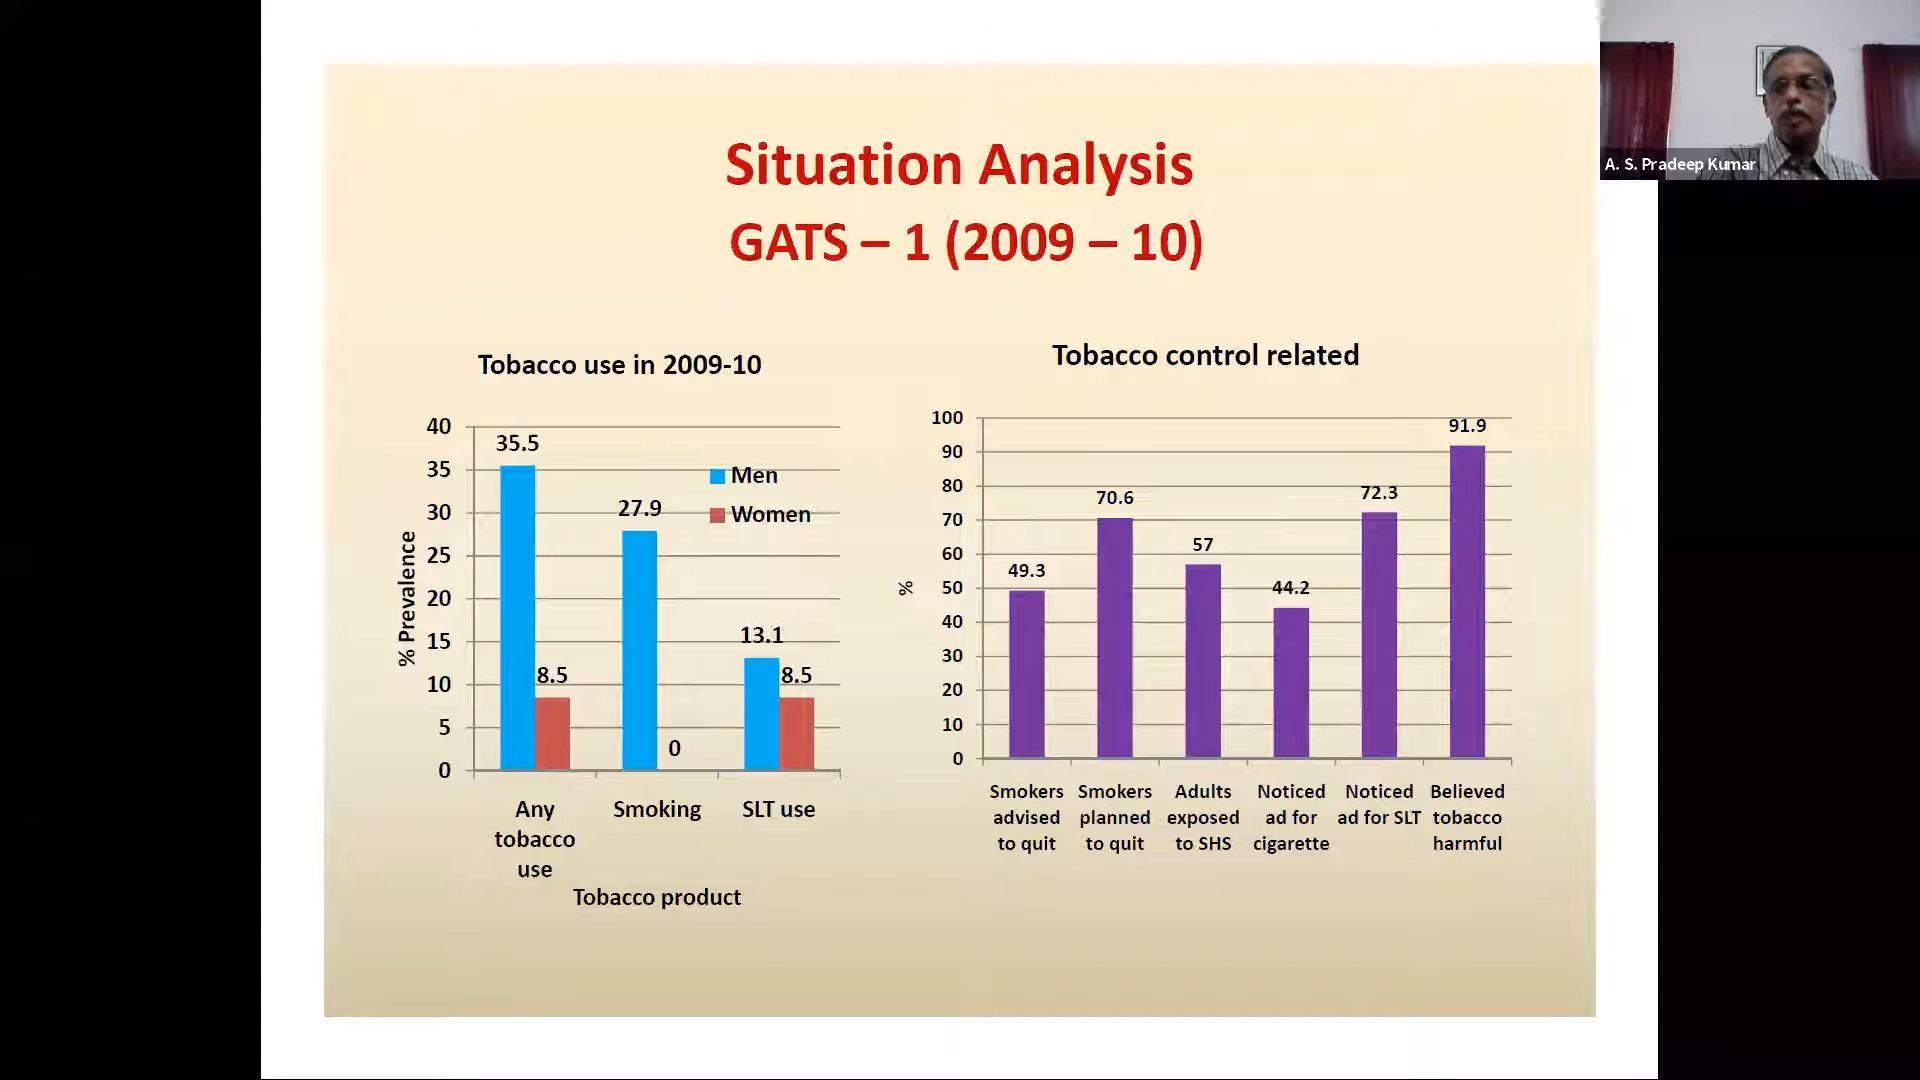 Situation Analysis
GATS – 1 (2009 – 10)
A. S. Pradeep Kumar
Tobacco use in 2009-10
% Prevalence
40
35
30
25
20
15
10
5
0
35.5
8.5
27.9
0
13.1
8.5
Men
Women
Any
tobacco
use
Smoking
SLT use
Tobacco product
Tobacco control related
%
100
90
80
70
60
50
40
30
20
10
0
49.3
70.6
57
44.2
72.3
91.9
Smokers
advised
to quit
Smokers
planned
to quit
Adults
exposed
to SHS
Noticed
ad for
cigarette
Noticed
ad for SLT
Believed
tobacco
harmful